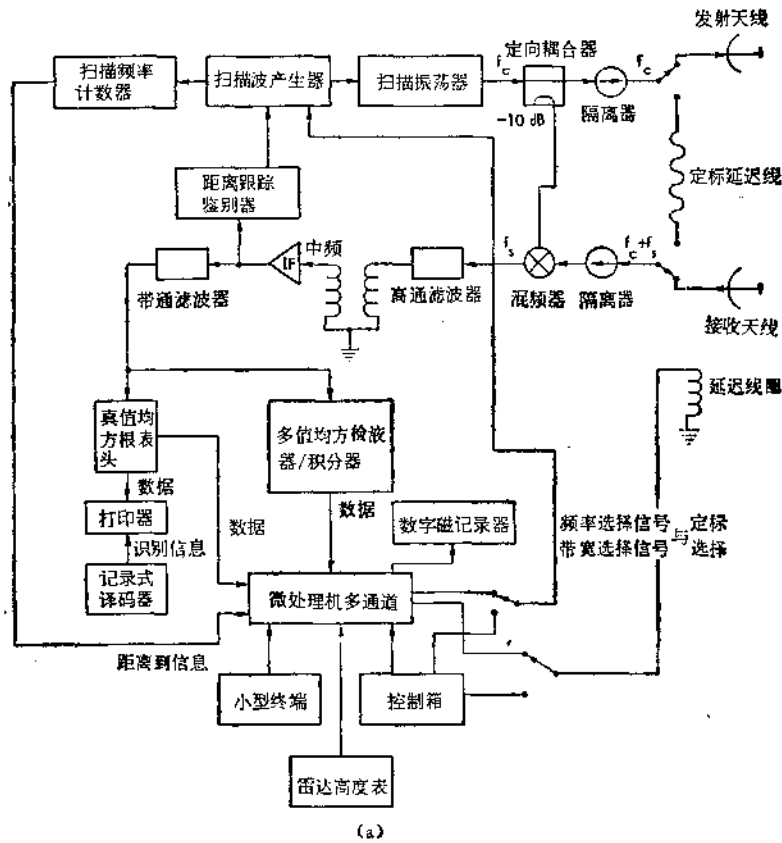 发射天线
定向耦合器
扫描频率
计数器
扫描波产生器
扫描振荡器
fc
fc
-10 dB
隔离器
定标延迟线
距离跟踪
鉴别器
中频
IF
fs
fc+fs
带通滤波器
高通滤波器
混频器
隔离器
接收天线
延迟线圈
真值均
方根表
头
多值均方检波
器/积分器
数据
打印器
数据
数据
数字磁记录器
频率选择信号
带宽选择信号
与
定标
选择
识别信息
记录式
译码器
微处理机多通道
距离到信息
小型终端
控制箱
雷达高度表
(a)